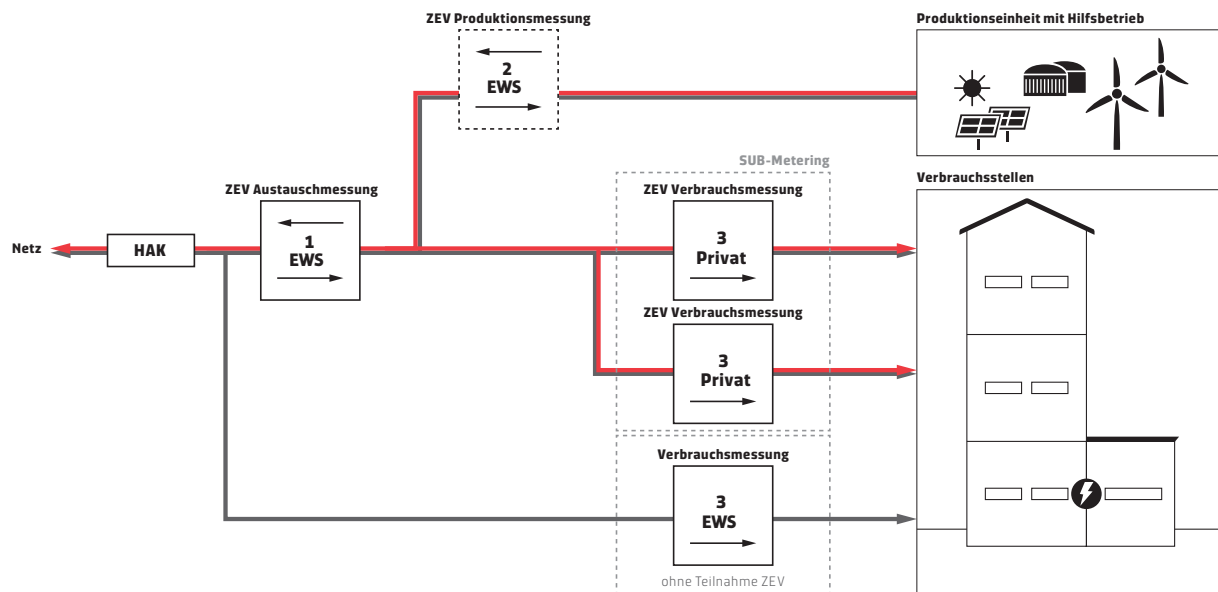 ZEV Produktionsmessung
Produktionseinheit mit Hilfsbetrieb
2
EWS
SUB-Metering
Verbrauchsstellen
ZEV Austauschmessung
ZEV Verbrauchsmessung
Netz
HAK
1
EWS
3
Privat
ZEV Verbrauchsmessung
3
Privat
Verbrauchsmessung
3
EWS
ohne Teilnahme ZEV